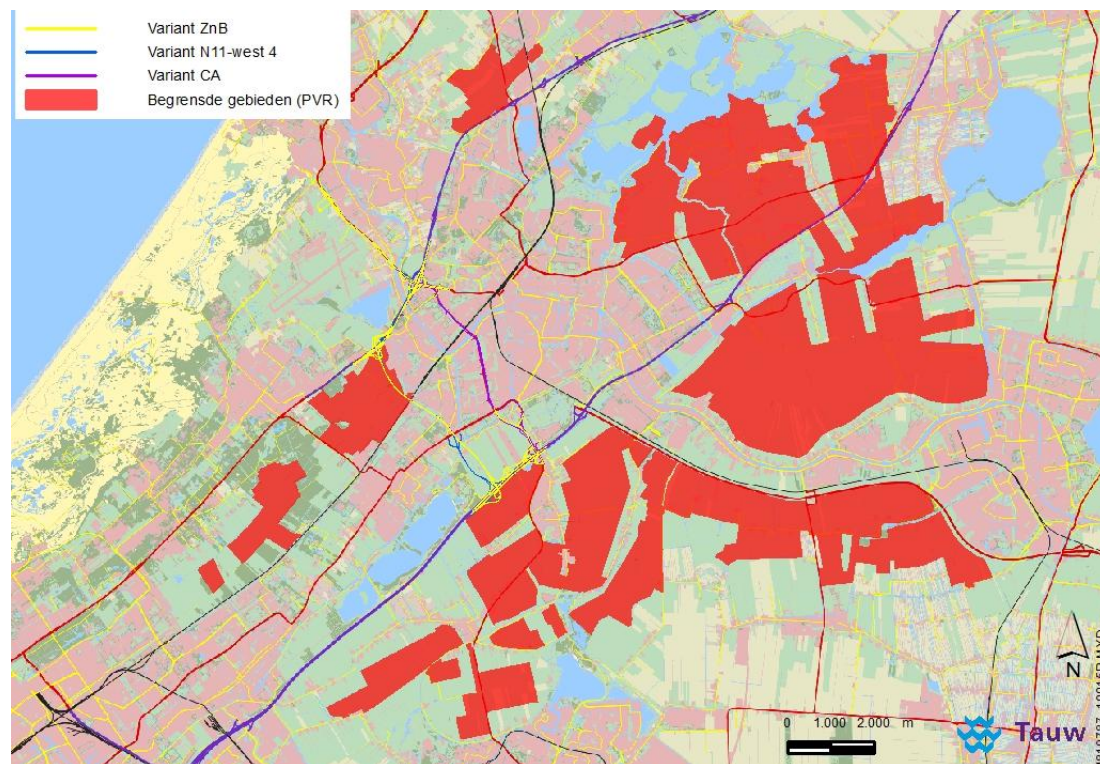 Variant ZnB
Variant N11-west 4
Variant CA
Begrensde gebieden (PVR)
N
0 1.000 2.000 m
Tauw